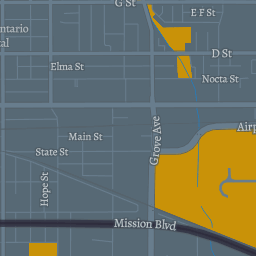 G St
E F St
ntario
tal
D St
Elma St
Nocta St
Main St
Airp
State St
Grove Ave
Hope St
Mission Blvd